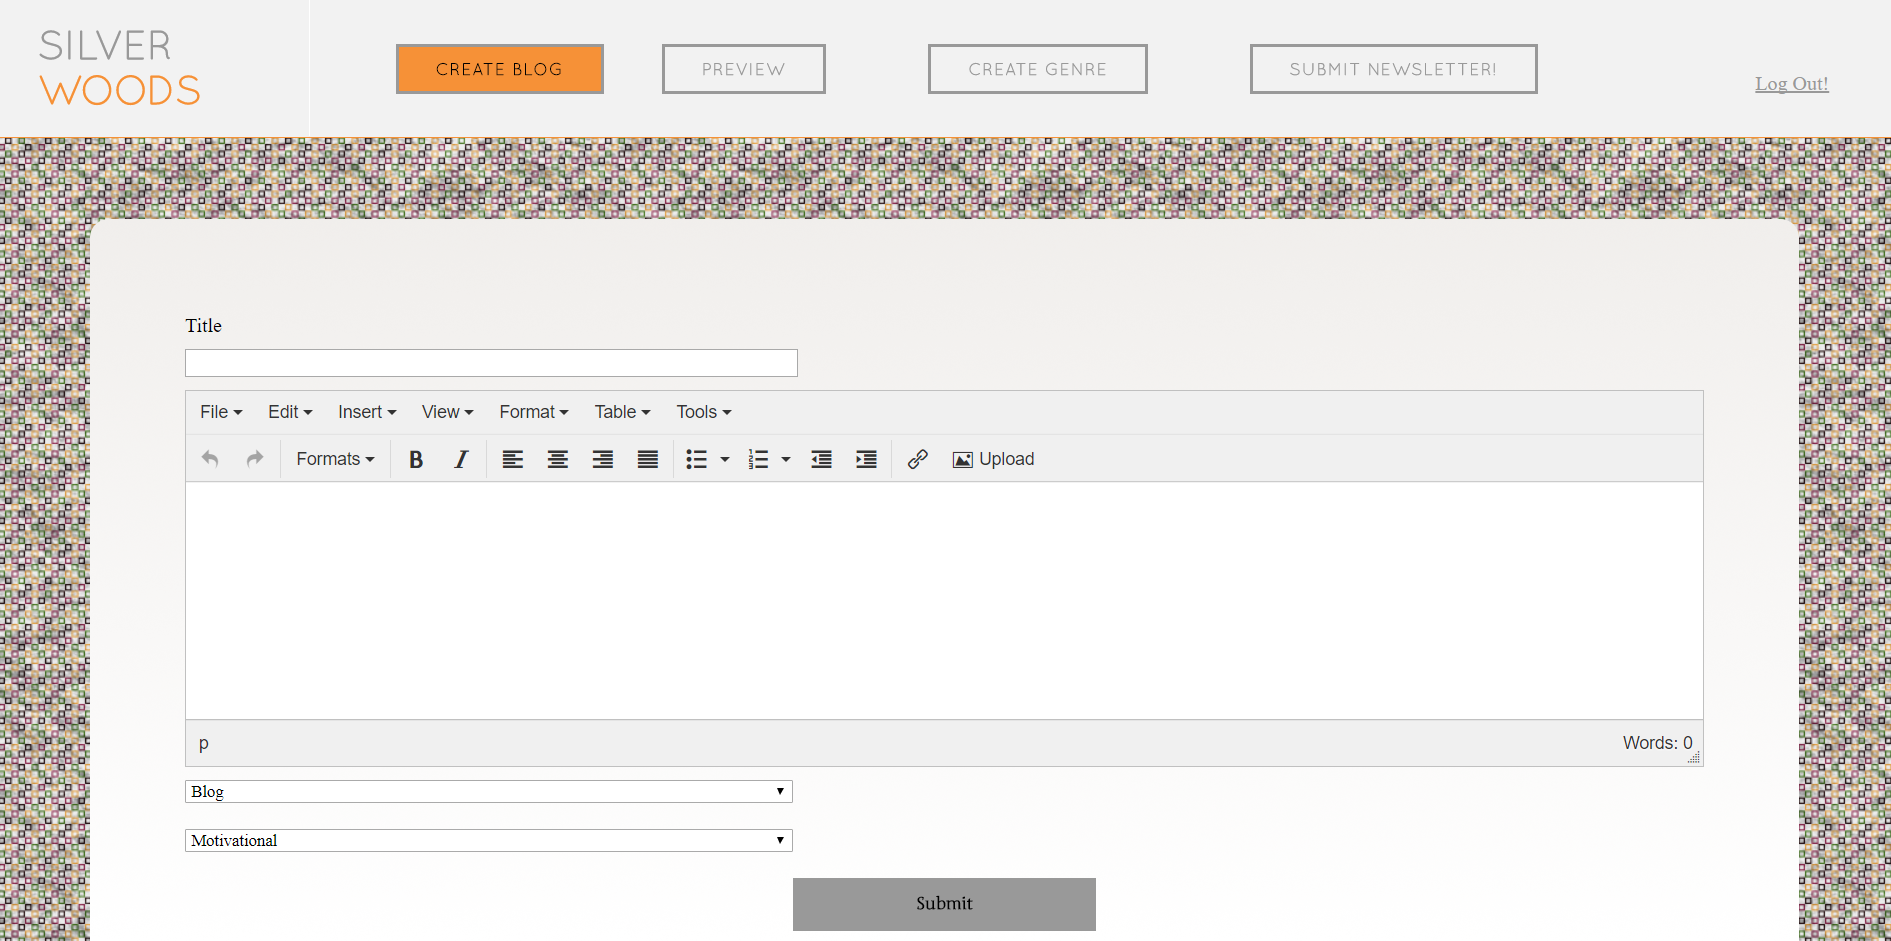 SILVER
WOODS
CREATE BLOG
PREVIEW
CREATE GENRE
SUBMIT NEWSLETTER!
Log Out!
Title
File Edit Insert View Format Table Tools
Formats B I Upload
p
Words: 0
Blog
Motivational
Submit